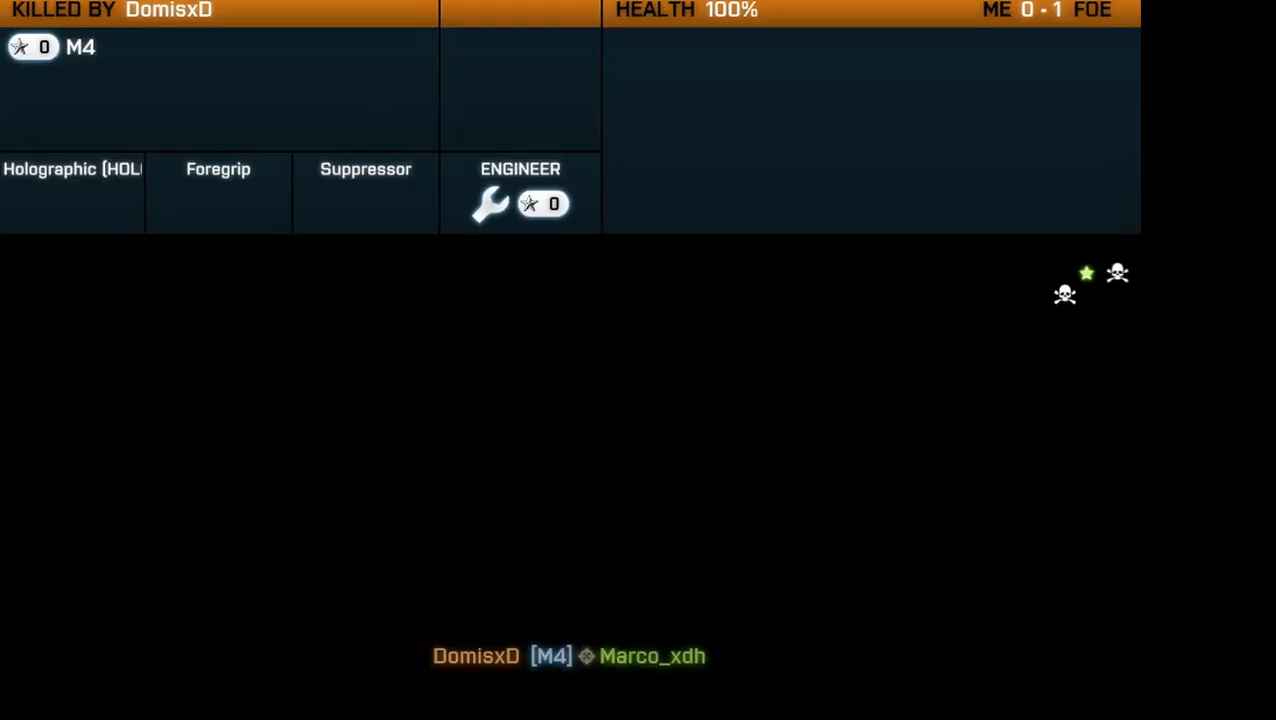 KILLED BY DomisxD
HEALTH 100%
ME 0 - 1 FOE
0 M4
Holographic (HOL
Foregrip
Suppressor
ENGINEER
0
DomisxD [M4] Marco_xdh